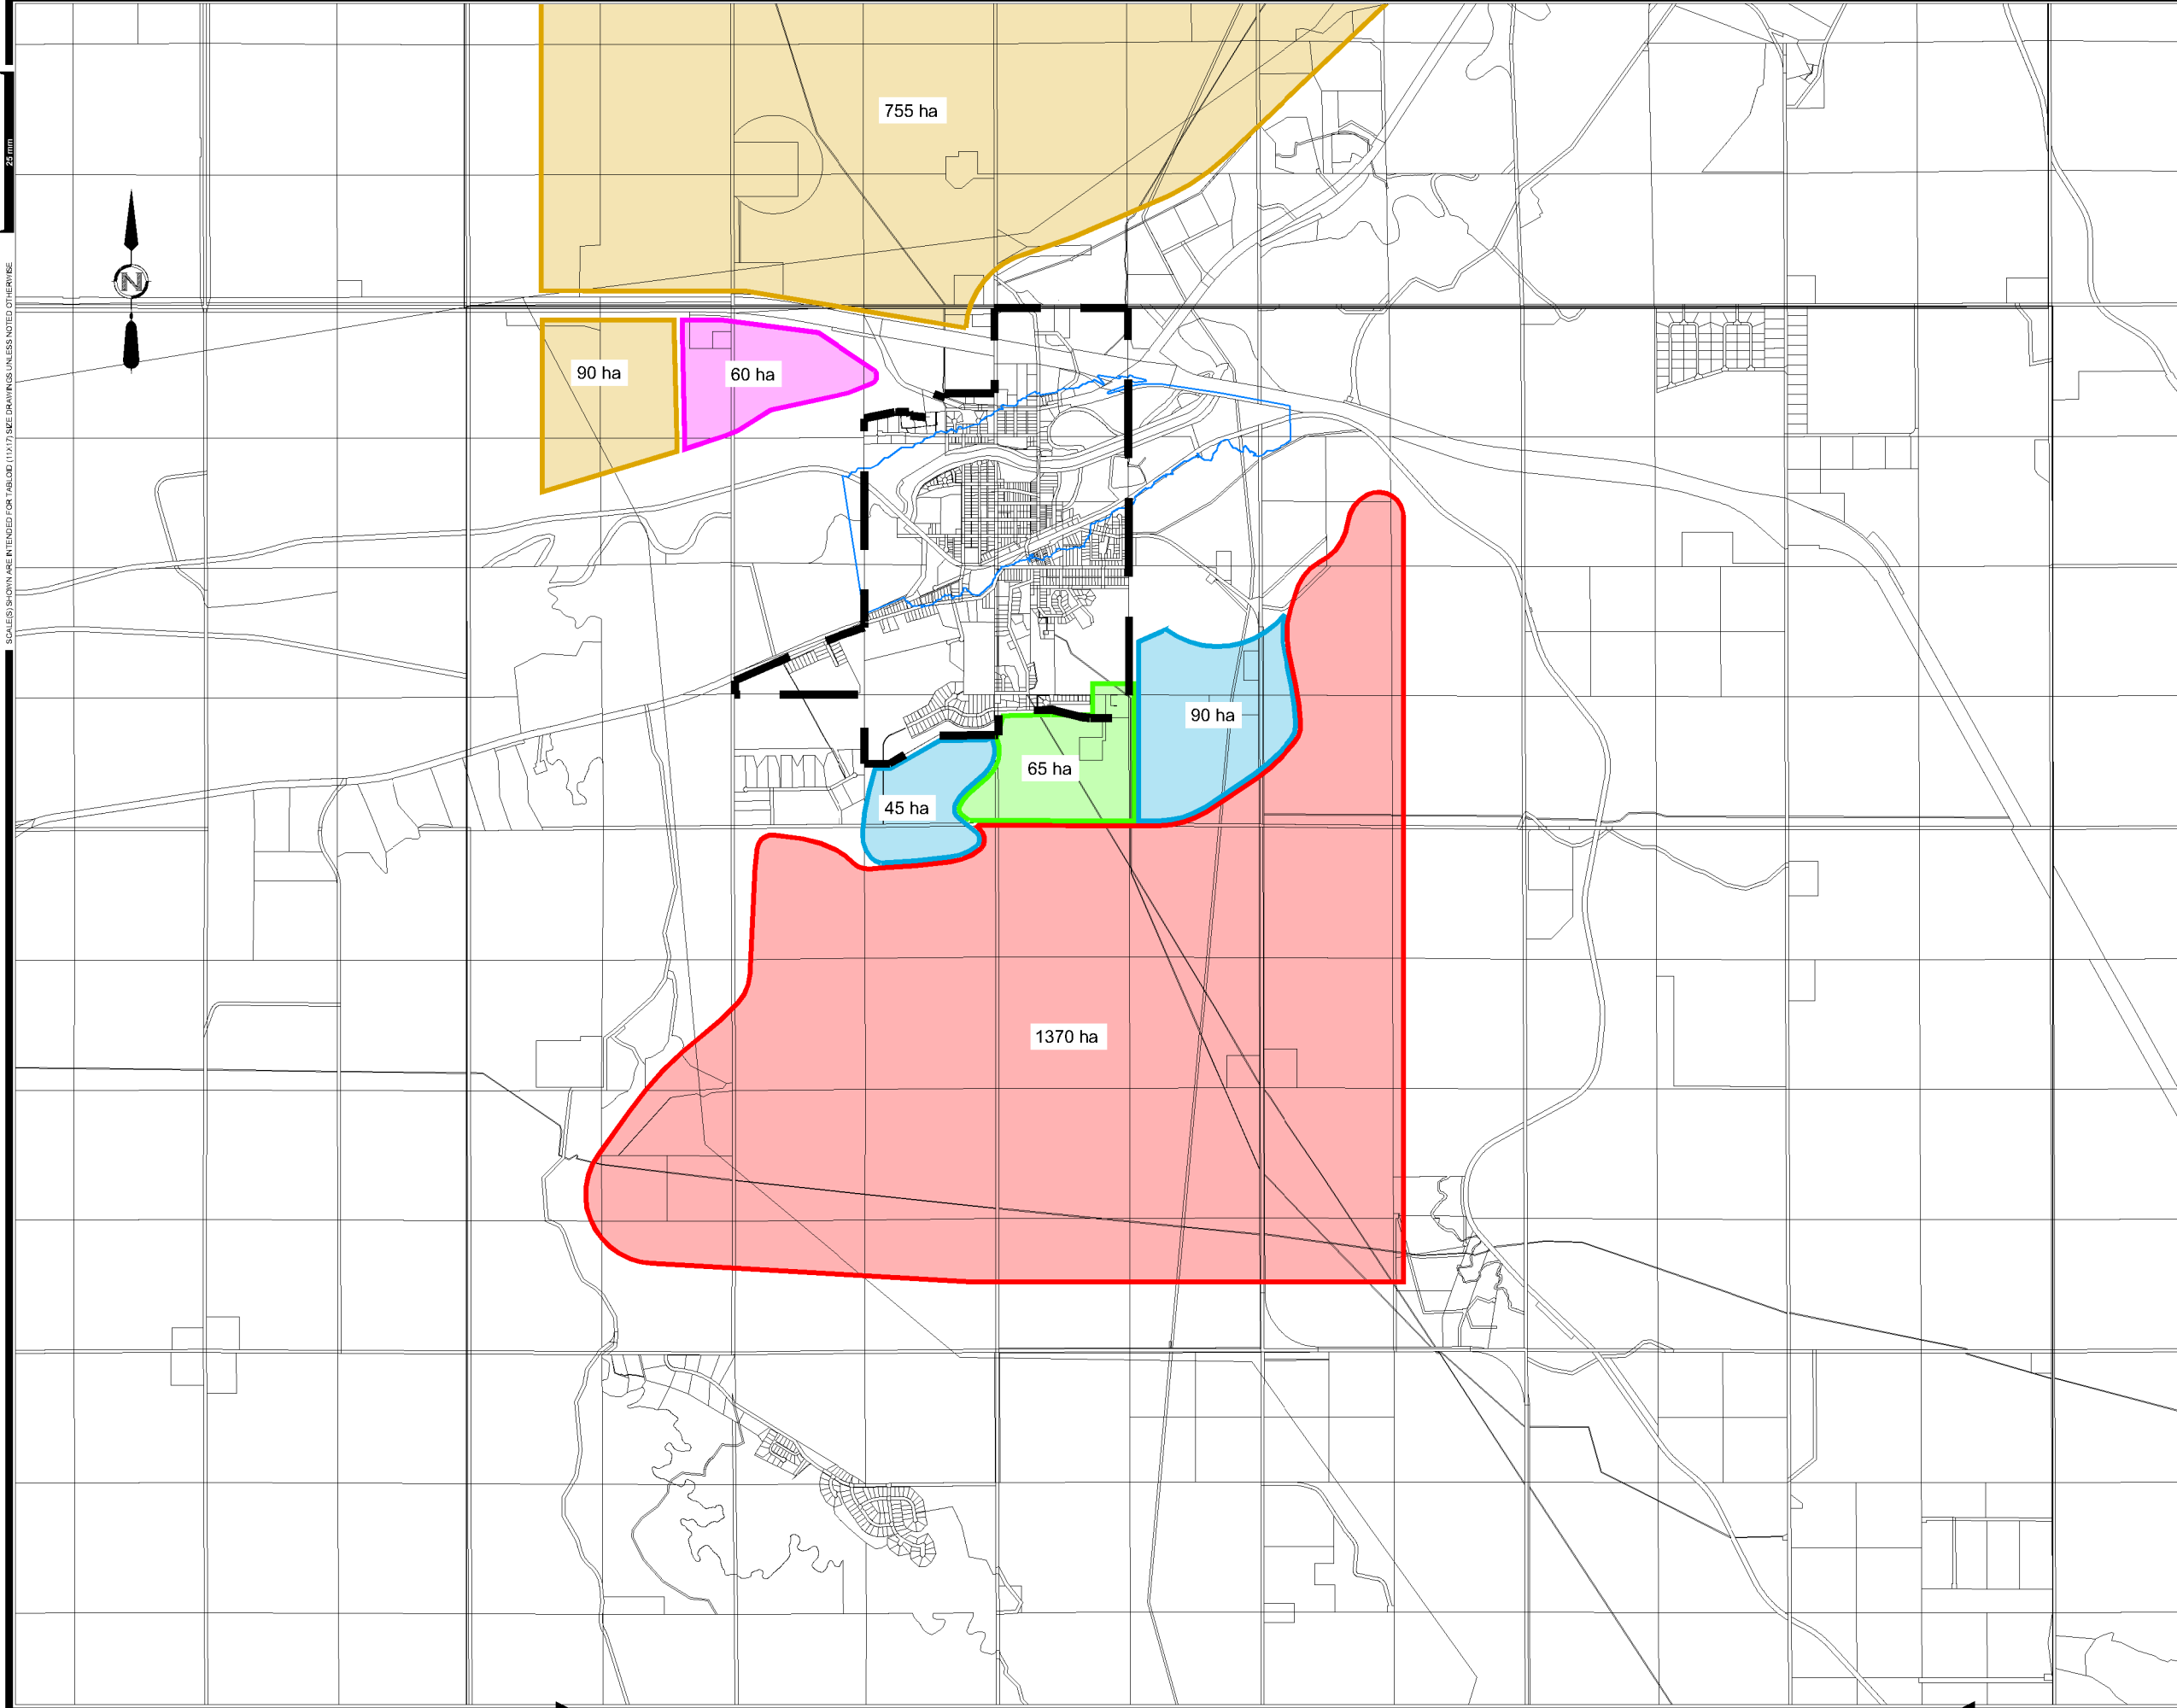 755 ha
25 mm
N
SCALE(S) SHOWN ARE INTENDED FOR TABLOID (11X17) SIZE DRAWINGS UNLESS NOTED OTHERWISE
90 ha
60 ha
90 ha
65 ha
45 ha
1370 ha